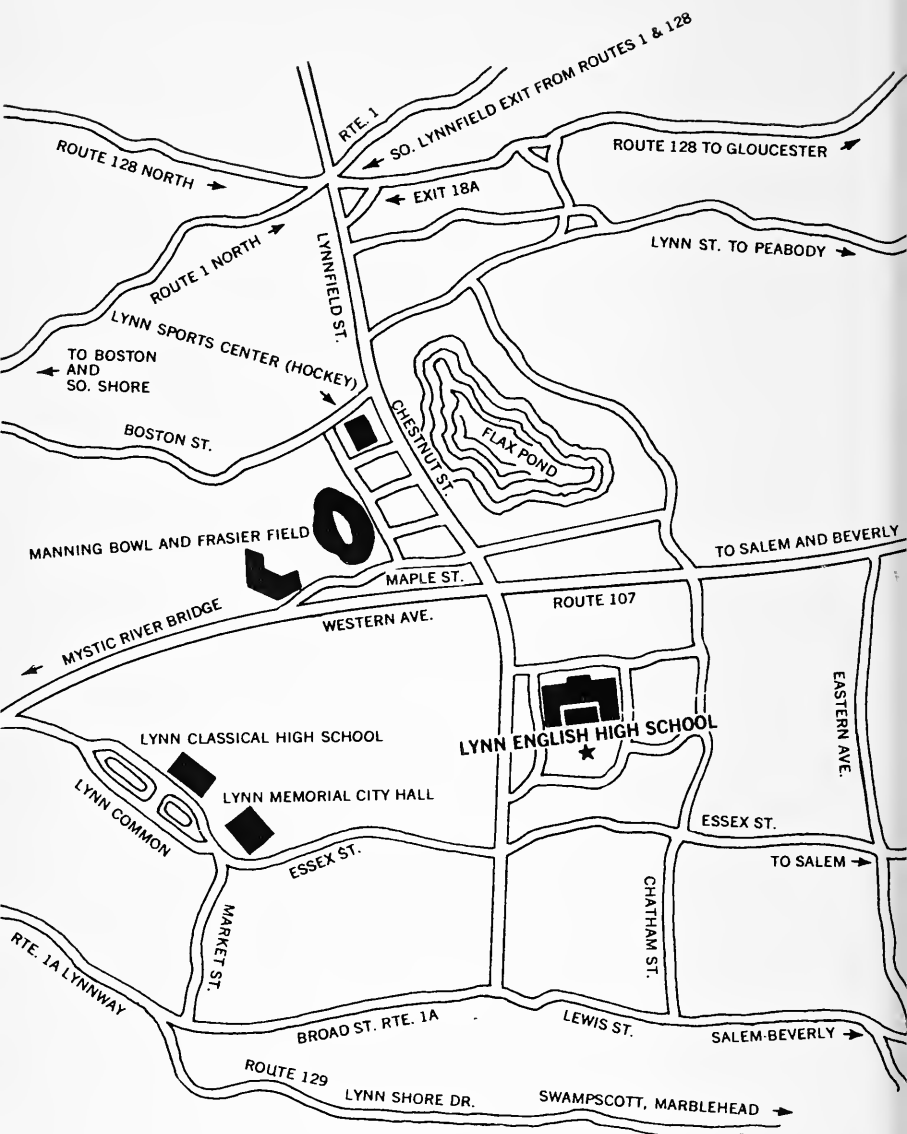 RTE. 1
SO. LYNNFIELD EXIT FROM ROUTES 1 & 128
ROUTE 128 NORTH
ROUTE 128 TO GLOUCESTER
EXIT 18A
ROUTE 1 NORTH
LYNNFIELD ST.
LYNN ST. TO PEABODY
LYNN SPORTS CENTER (HOCKEY)
TO BOSTON
AND
SO. SHORE
BOSTON ST.
CHESTNUT ST.
FLAX POND
MANNING BOWL AND FRASIER FIELD
TO SALEM AND BEVERLY
MAPLE ST.
ROUTE 107
WESTERN AVE.
MYSTIC RIVER BRIDGE
EASTERN AVE.
LYNN ENGLISH HIGH SCHOOL
LYNN CLASSICAL HIGH SCHOOL
LYNN MEMORIAL CITY HALL
LYNN COMMON
ESSEX ST.
ESSEX ST.
TO SALEM
MARKET ST.
CHATHAM ST.
RTE. 1A LYNNWAY
BROAD ST. RTE. 1A
LEWIS ST.
SALEM-BEVERLY
ROUTE 129
LYNN SHORE DR.
SWAMPSCOTT, MARBLEHEAD